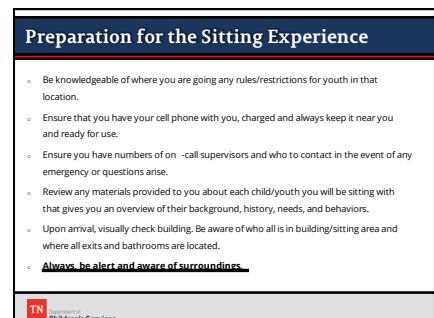 Preparation for the Sitting Experience
Be knowledgeable of where you are going any rules/restrictions for youth in that
location.
Ensure that you have your cell phone with you, charged and always keep it near you
and ready for use.
Ensure you have numbers of on -call supervisors and who to contact in the event of any
emergency or questions arise.
Review any materials provided to you about each child/youth you will be sitting with
that gives you an overview of their background, history, needs, and behaviors.
Upon arrival, visually check building. Be aware of who all is in building/sitting area and
where all exits and bathrooms are located.
Always, be alert and aware of surroundings.
TN
Department of
Children's Services